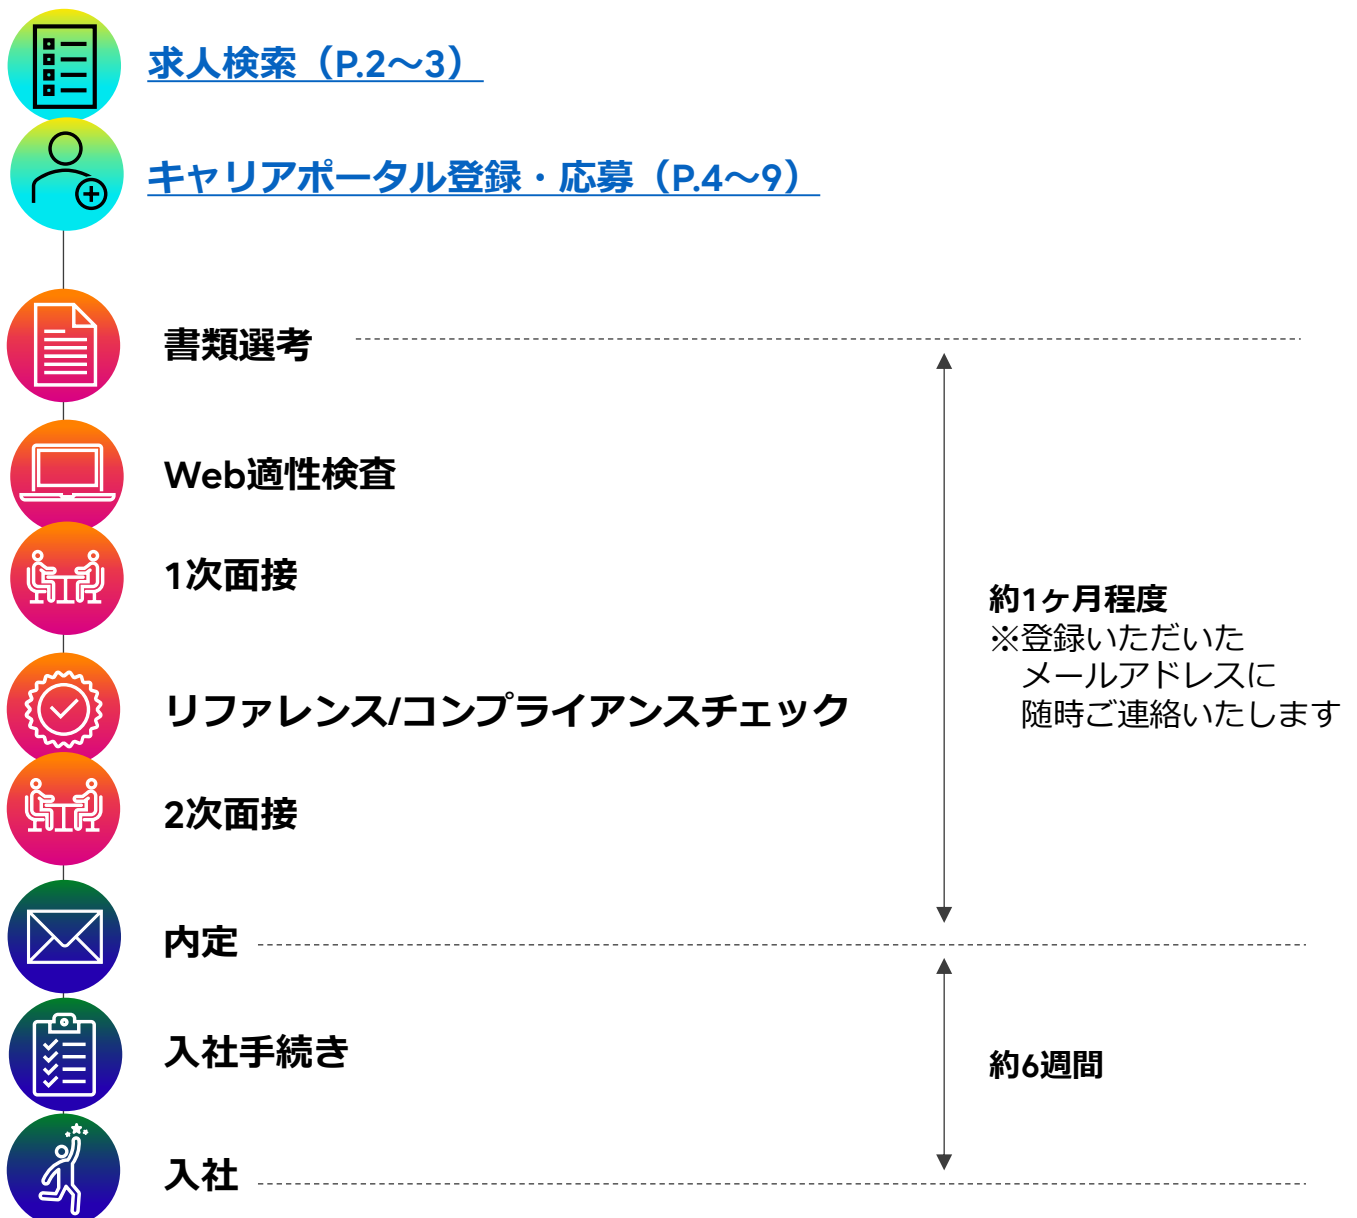 求人検索（P.2～3）
キャリアポータル登録・応募（P.4～9）
書類選考
Web適性検査
1次面接
約1ヶ月程度
※登録いただいた
メールアドレスに
随時ご連絡いたします
リファレンス/コンプライアンスチェック
2次面接
内定
入社手続き
約6週間
入社